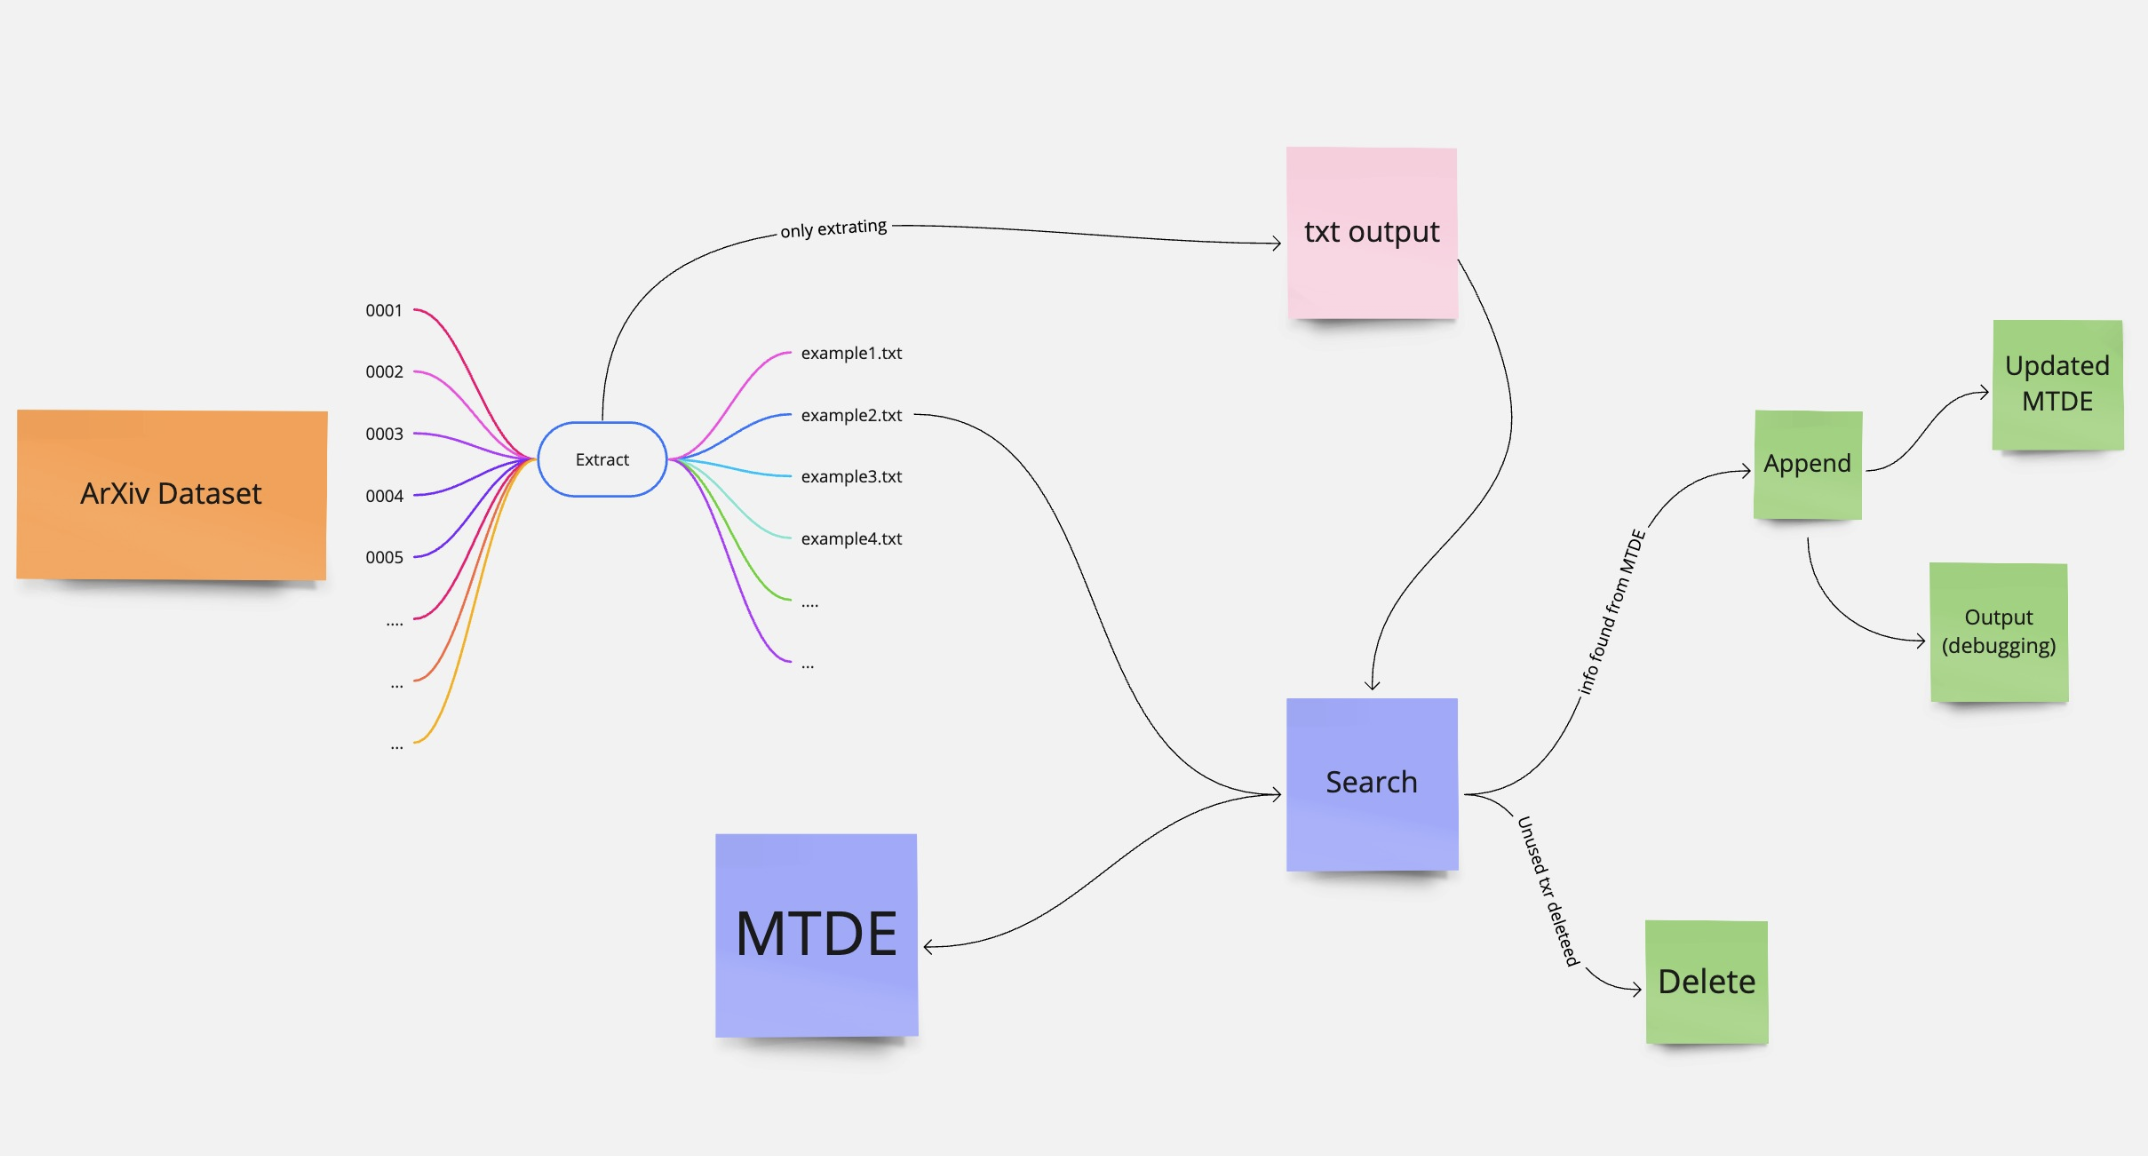 ArXiv Dataset
0001
0002
0003
0004
0005
....
...
...
Extract
only extrating
example1.txt
example2.txt
example3.txt
example4.txt
....
...
txt output
MTDE
Search
info found from MTDE
Unused txr deleteed
Append
Updated
MTDE
Output
(debugging)
Delete